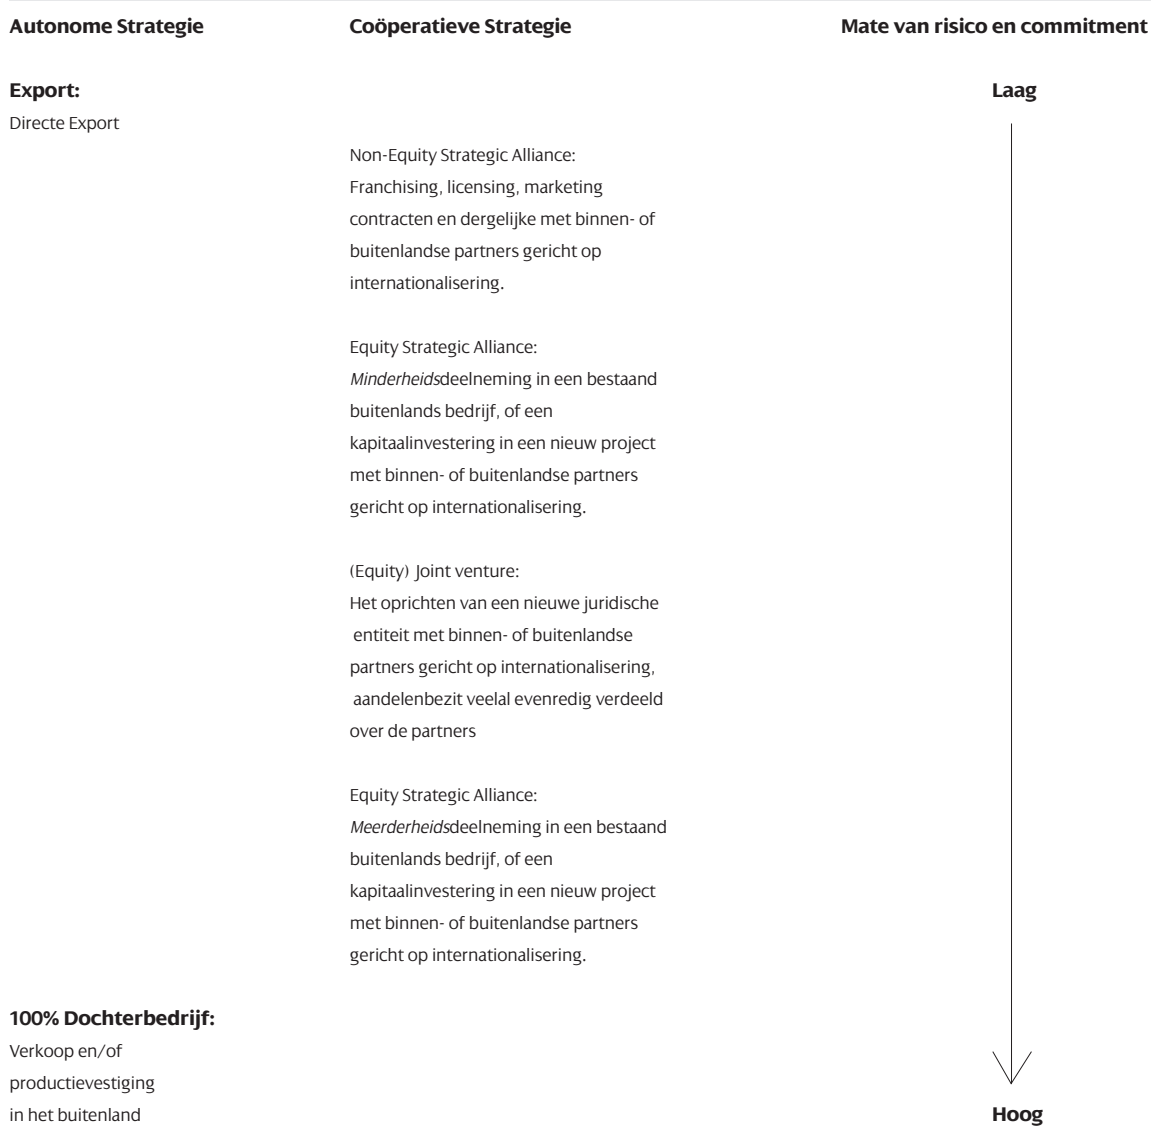 Autonome Strategie Coöperatieve Strategie Mate van risico en commitment
Export: Laag
Directe Export
Non-Equity Strategic Alliance:
Franchising, licensing, marketing
contracten en dergelijke met binnen- of
buitenlandse partners gericht op
internationalisering.
Equity Strategic Alliance:
Minderheidsdeelneming in een bestaand
buitenlands bedrijf, of een
kapitaalinvestering in een nieuw project
met binnen- of buitenlandse partners
gericht op internationalisering.
(Equity) Joint venture:
Het oprichten van een nieuwe juridische
entiteit met binnen- of buitenlandse
partners gericht op internationalisering,
aandelenbezit veelal evenredig verdeeld
over de partners
Equity Strategic Alliance:
Meerderheidsdeelneming in een bestaand
buitenlands bedrijf, of een
kapitaalinvestering in een nieuw project
met binnen- of buitenlandse partners
gericht op internationalisering.
100% Dochterbedrijf:
Verkoop en/of
productievestiging
in het buitenland Hoog